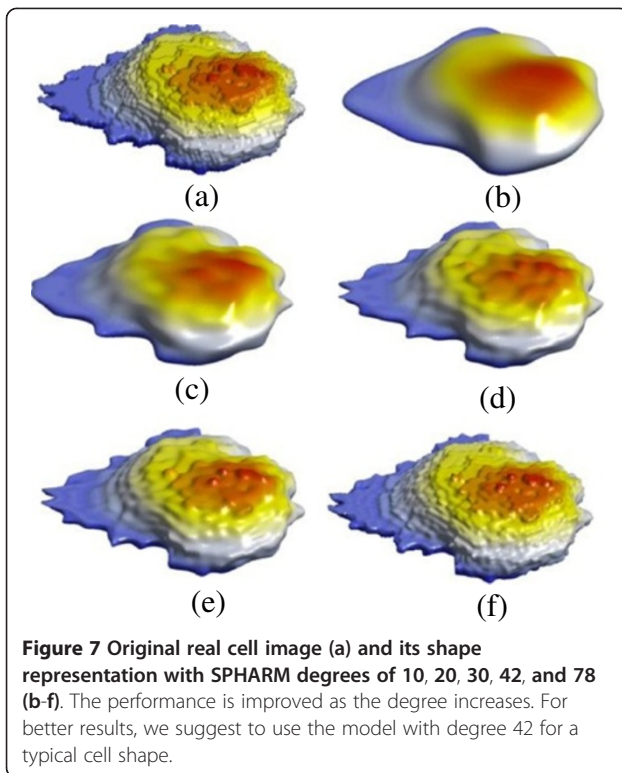 (a)
(b)
(c)
(d)
(e)
(f)
Figure 7 Original real cell image (a) and its shape
representation with SPHARM degrees of 10, 20, 30, 42, and 78
(b-f). The performance is improved as the degree increases. For
better results, we suggest to use the model with degree 42 for a
typical cell shape.